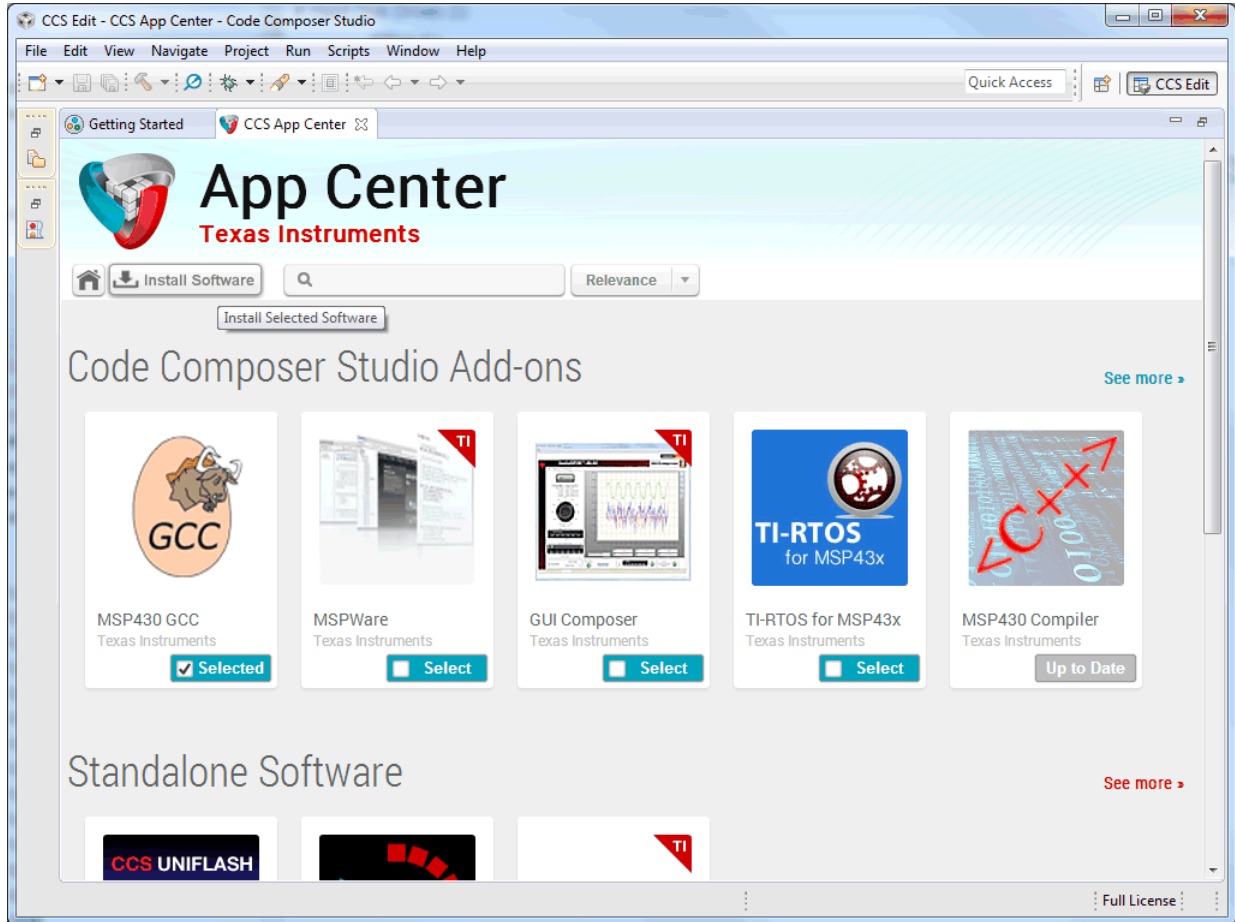 CCS Edit - CCS App Center - Code Composer Studio
File Edit View Navigate Project Run Scripts Window Help
Quick Access
CCS Edit
Getting Started
CCS App Center
App Center
Texas Instruments
Install Software
Relevance
Install Selected Software
Code Composer Studio Add-ons
See more »
GCC
TI
TI
TI-RTOS
for MSP43x
<C××>
MSP430 GCC
Texas Instruments
Selected
MSPWare
Texas Instruments
Select
GUI Composer
Texas Instruments
Select
TI-RTOS for MSP43x
Texas Instruments
Select
MSP430 Compiler
Texas Instruments
Up to Date
Standalone Software
See more »
CCS UNIFLASH
TI
Full License